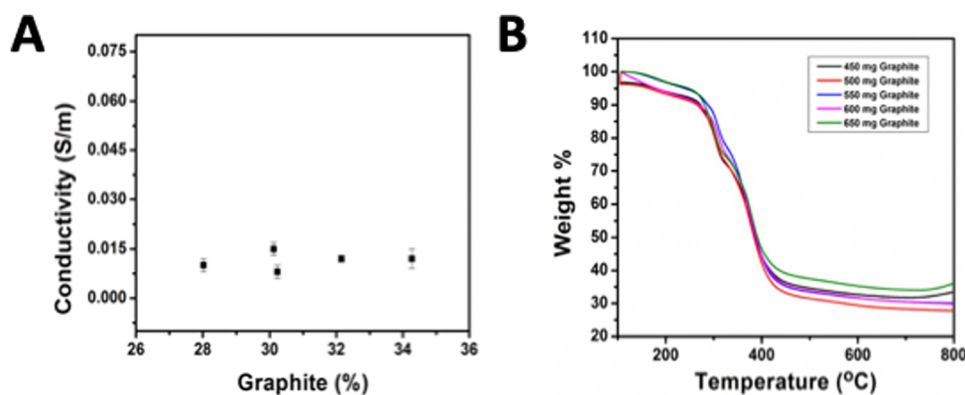 A
Conductivity (S/m)
0.075
0.060
0.045
0.030
0.015
0.000
26 28 30 32 34 36
Graphite (%)
B
Weight %
110
100
90
80
70
60
50
40
30
20
450 mg Graphite
500 mg Graphite
550 mg Graphite
600 mg Graphite
650 mg Graphite
200 400 600 800
Temperature (ᴼC)